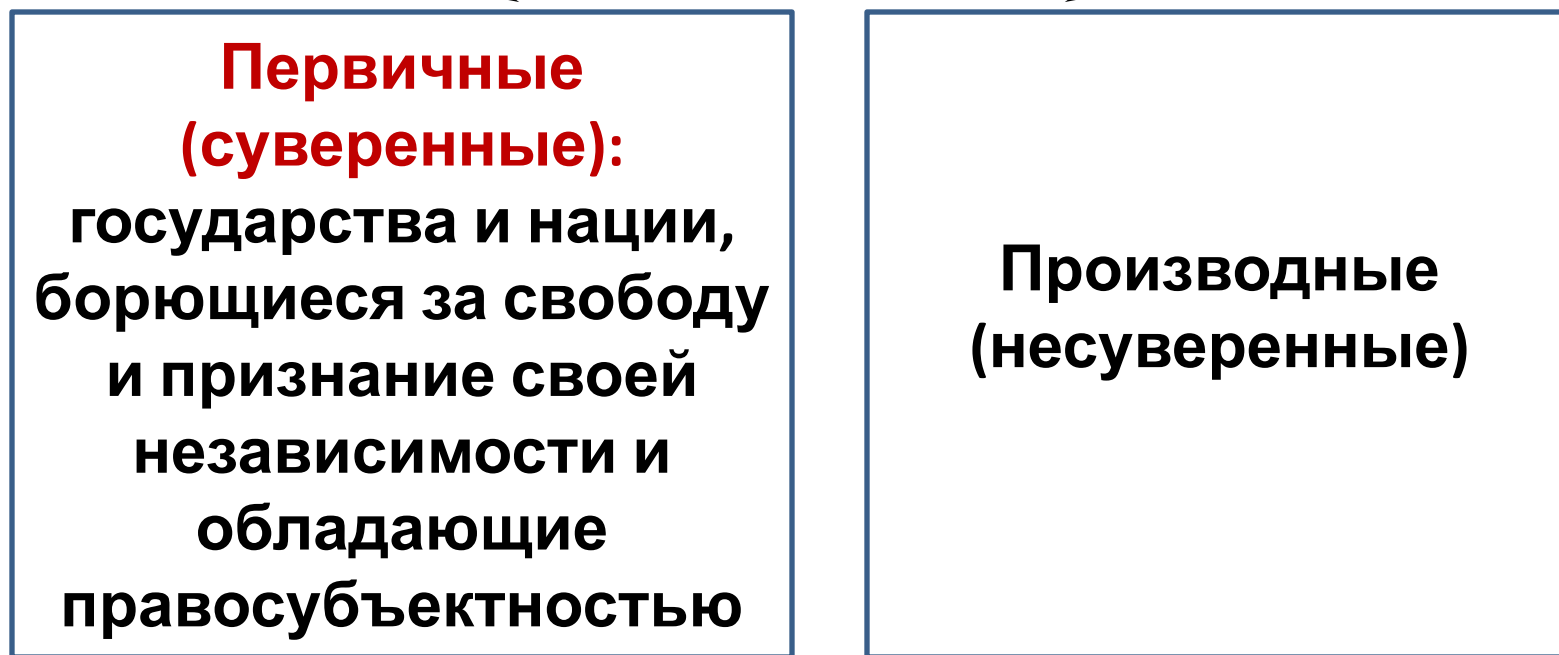 Первичные
(суверенные):
государства и нации,
борющиеся за свободу
и признание своей
независимости и
обладающие
правосубъектностью
Производные
(несуверенные)